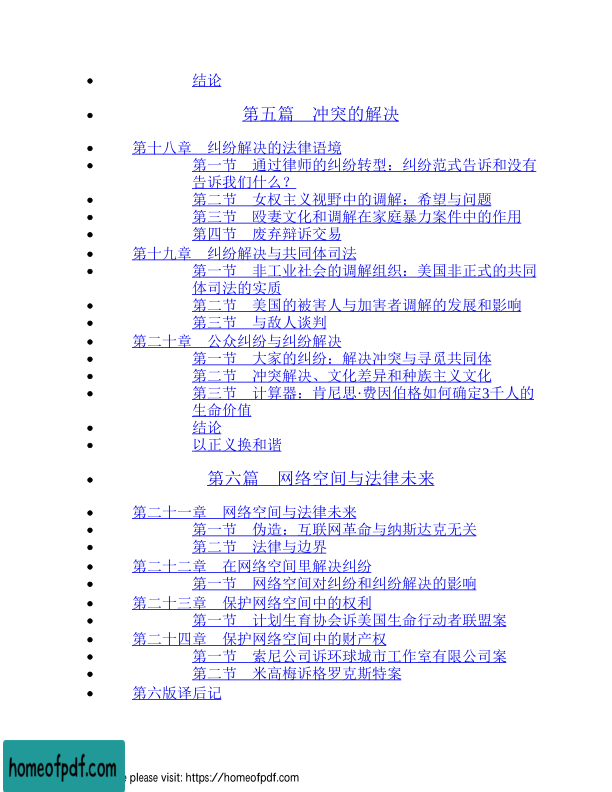 结论
第五篇　冲突的解决
第十八章　纠纷解决的法律语境
第一节　通过律师的纠纷转型：纠纷范式告诉和没有
告诉我们什么？
第二节　女权主义视野中的调解：希望与问题
第三节　殴妻文化和调解在家庭暴力案件中的作用
第四节　废弃辩诉交易
第十九章　纠纷解决与共同体司法
第一节　非工业社会的调解组织：美国非正式的共同
体司法的实质
第二节　美国的被害人与加害者调解的发展和影响
第三节　与敌人谈判
第二十章　公众纠纷与纠纷解决
第一节　大家的纠纷：解决冲突与寻觅共同体
第二节　冲突解决、文化差异和种族主义文化
第三节　计算器：肯尼思·费因伯格如何确定3千人的
生命价值
结论
以正义换和谐
第六篇　网络空间与法律未来
第二十一章　网络空间与法律未来
第一节　伪造：互联网革命与纳斯达克无关
第二节　法律与边界
第二十二章　在网络空间里解决纠纷
第一节　网络空间对纠纷和纠纷解决的影响
第二十三章　保护网络空间中的权利
第一节　计划生育协会诉美国生命行动者联盟案
第二十四章　保护网络空间中的财产权
第一节　索尼公司诉环球城市工作室有限公司案
第二节　米高梅诉格罗克斯特案
第六版译后记
homeofpdf.com
please visit: https://homeofpdf.com